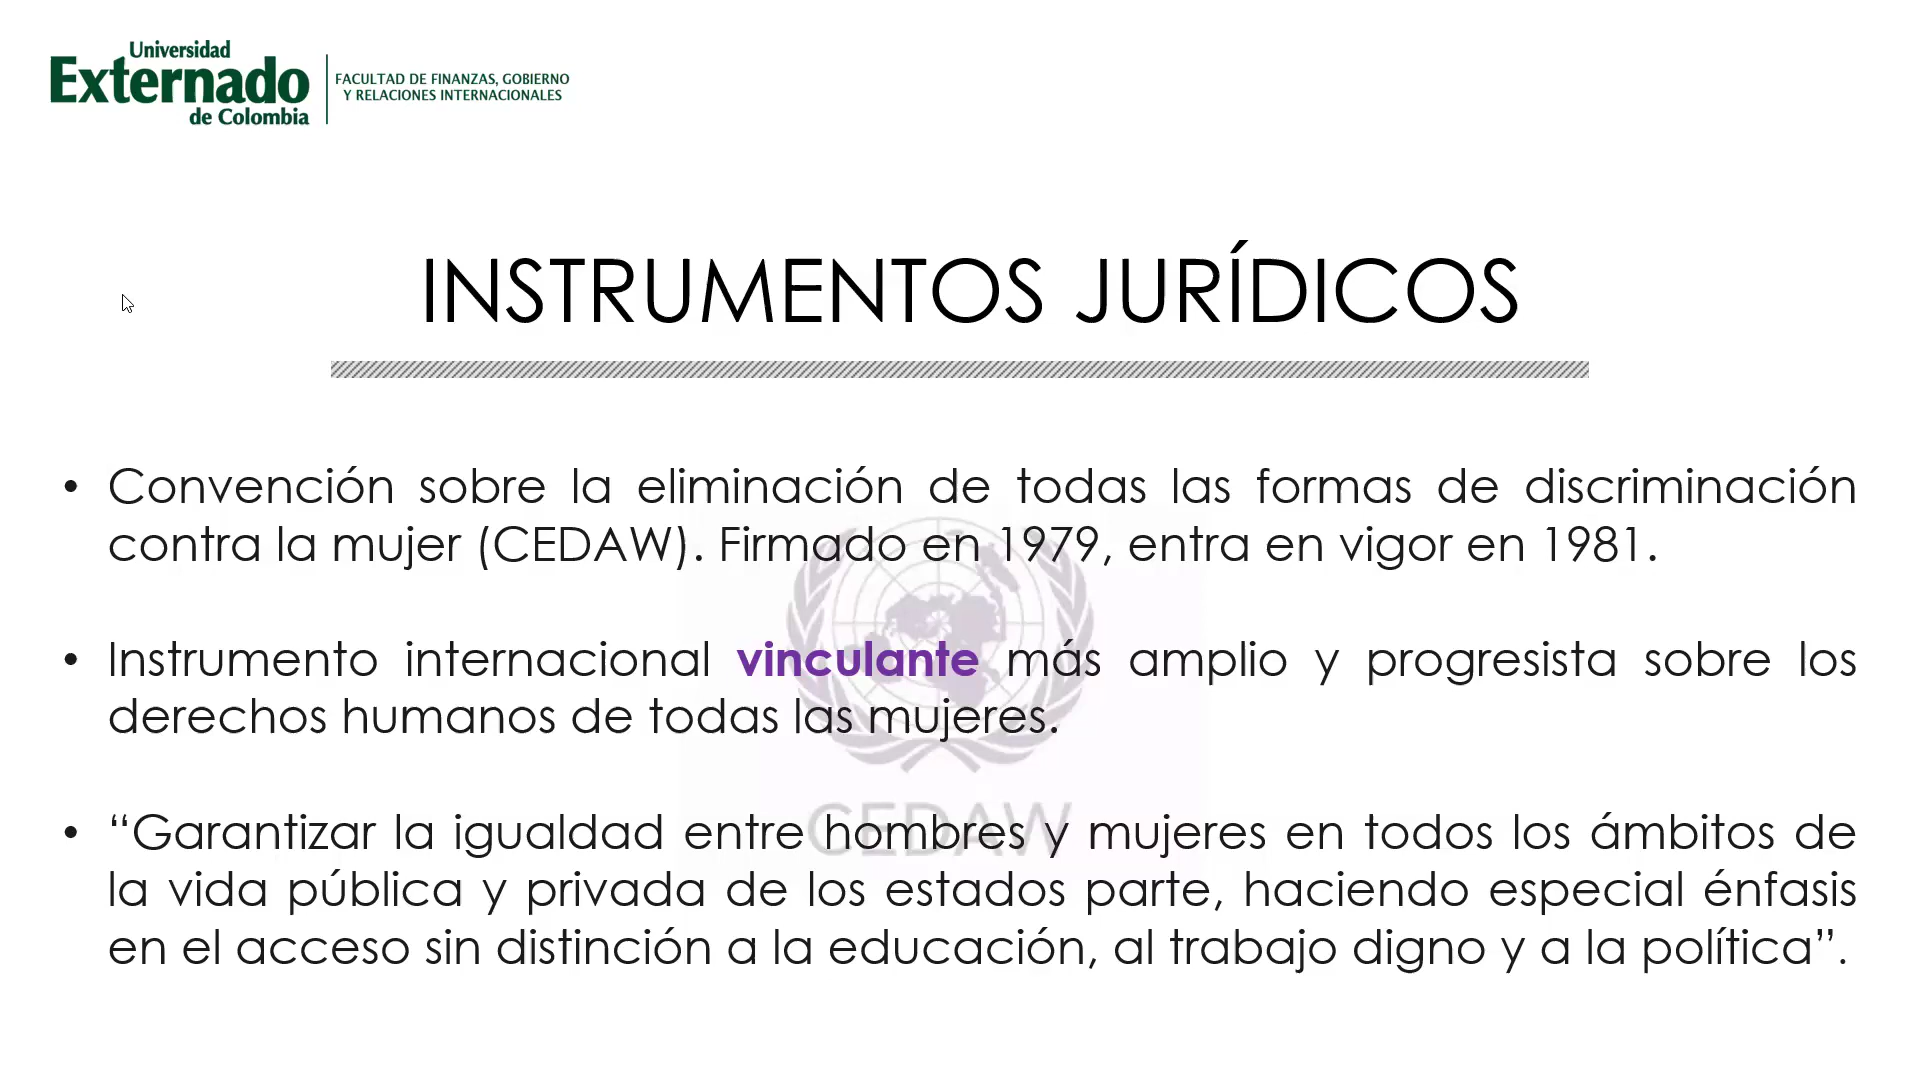 Universidad
Externado
de Colombia
FACULTAD DE FINANZAS, GOBIERNO
Y RELACIONES INTERNACIONALES
INSTRUMENTOS JURÍDICOS
• Convención sobre la eliminación de todas las formas de discriminación
contra la mujer (CEDAW). Firmado en 1979, entra en vigor en 1981.
• Instrumento internacional vinculante más amplio y progresista sobre los
derechos humanos de todas las mujeres.
CEDAW
• “Garantizar la igualdad entre hombres y mujeres en todos los ámbitos de
la vida pública y privada de los estados parte, haciendo especial énfasis
en el acceso sin distinción a la educación, al trabajo digno y a la política”.